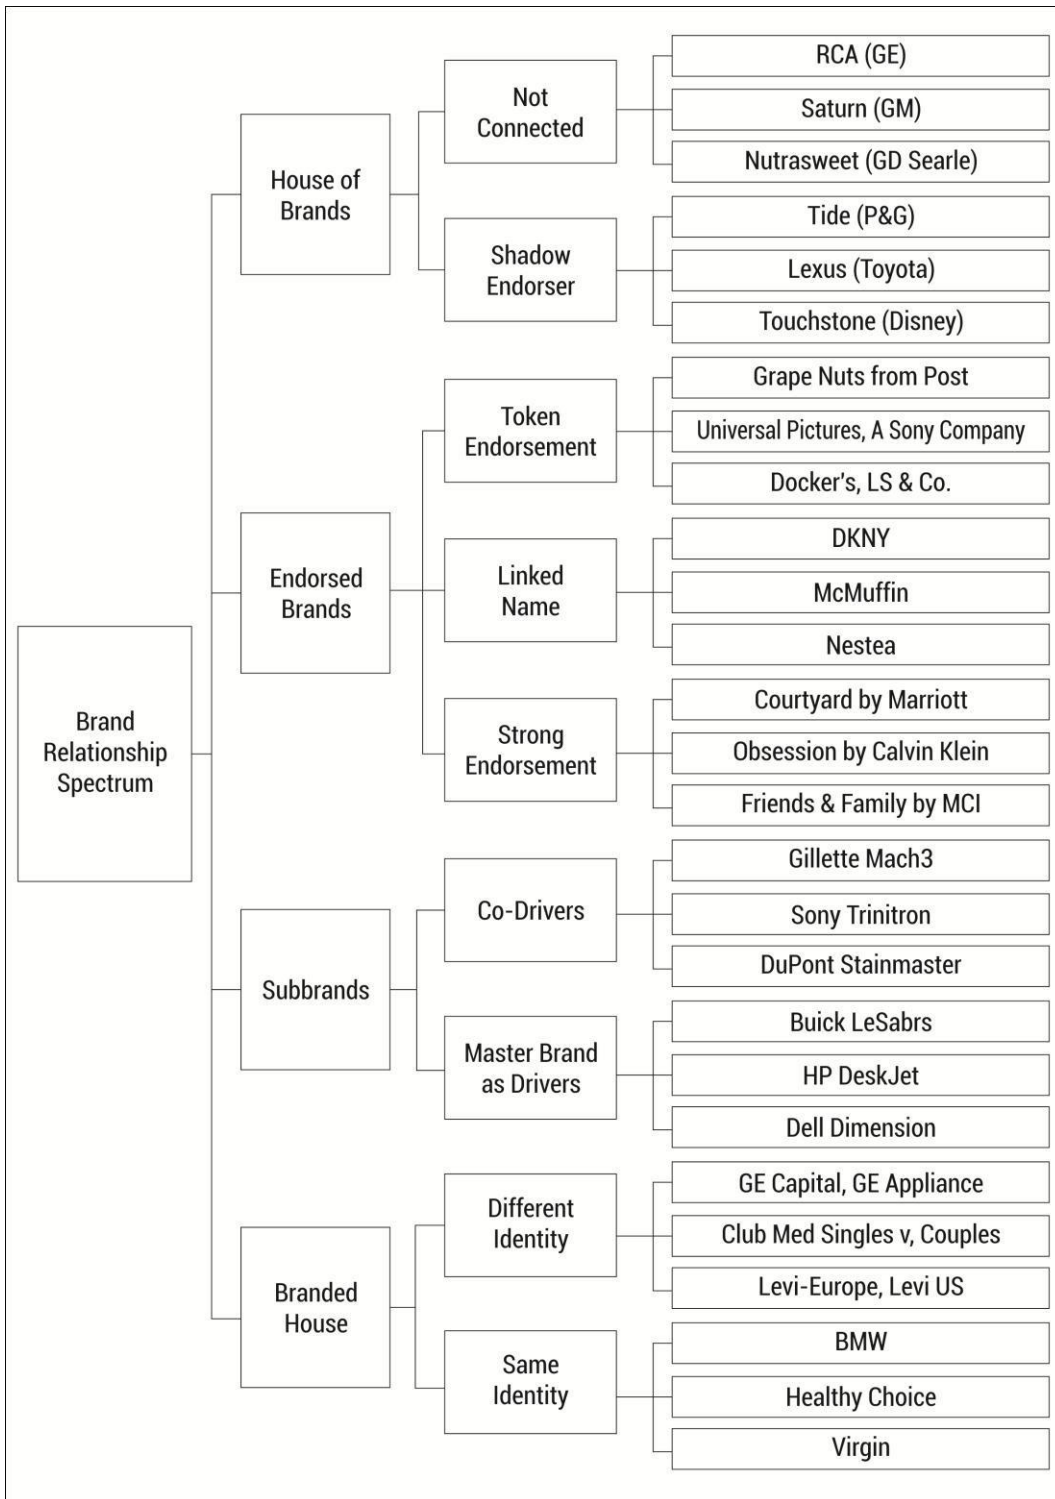 Brand
Relationship
Spectrum
House of
Brands
Not
Connected
RCA (GE)
Saturn (GM)
Nutrasweet (GD Searle)
Shadow
Endorser
Tide (P&G)
Lexus (Toyota)
Touchstone (Disney)
Endorsed
Brands
Token
Endorsement
Grape Nuts from Post
Universal Pictures, A Sony Company
Docker's, LS & Co.
Linked
Name
DKNY
McMuffin
Nestea
Strong
Endorsement
Courtyard by Marriott
Obsession by Calvin Klein
Friends & Family by MCI
Subbrands
Co-Drivers
Gillette Mach3
Sony Trinitron
DuPont Stainmaster
Master Brand
as Drivers
Buick LeSabrs
HP DeskJet
Dell Dimension
Branded
House
Different
Identity
GE Capital, GE Appliance
Club Med Singles v, Couples
Levi-Europe, Levi US
Same
Identity
BMW
Healthy Choice
Virgin